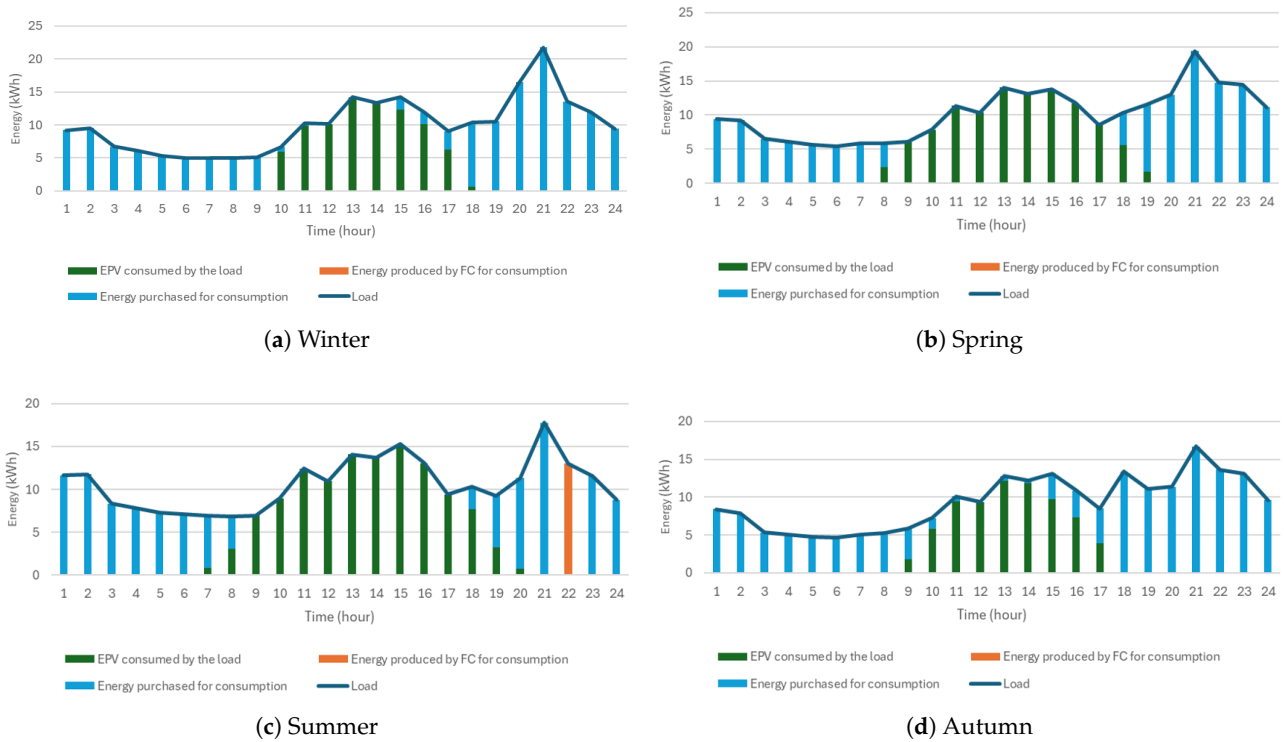 25
20
15
10
5
0
Energy (kWh)
1 2 3 4 5 6 7 8 9 10 11 12 13 14 15 16 17 18 19 20 21 22 23 24
Time (hour)
EPV consumed by the load
Energy produced by FC for consumption
Energy purchased for consumption
Load
(a) Winter
25
20
15
10
5
0
Energy (kWh)
1 2 3 4 5 6 7 8 9 10 11 12 13 14 15 16 17 18 19 20 21 22 23 24
Time (hour)
EPV consumed by the load
Energy produced by FC for consumption
Energy purchased for consumption
Load
(b) Spring
20
15
10
5
0
Energy (kWh)
1 2 3 4 5 6 7 8 9 10 11 12 13 14 15 16 17 18 19 20 21 22 23 24
Time (hour)
EPV consumed by the load
Energy produced by FC for consumption
Energy purchased for consumption
Load
(c) Summer
20
15
10
5
0
Energy (kWh)
1 2 3 4 5 6 7 8 9 10 11 12 13 14 15 16 17 18 19 20 21 22 23 24
Time (hour)
EPV consumed by the load
Energy produced by FC for consumption
Energy purchased for consumption
Load
(d) Autumn